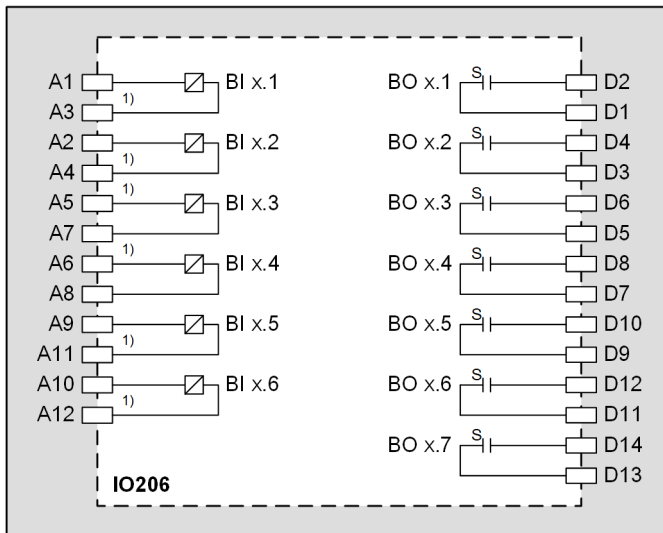 A1 BI x.1 BO x.1 S D2
1)
A3 D1
A2 BI x.2 BO x.2 S D4
1)
A4 D3
1)
A5 BI x.3 BO x.3 S D6
A7 D5
1)
A6 BI x.4 BO x.4 S D8
A8 D7
A9 BI x.5 BO x.5 S D10
1)
A11 D9
A10 BI x.6 BO x.6 S D12
1)
A12 D11
BO x.7 S D14
IO206 D13